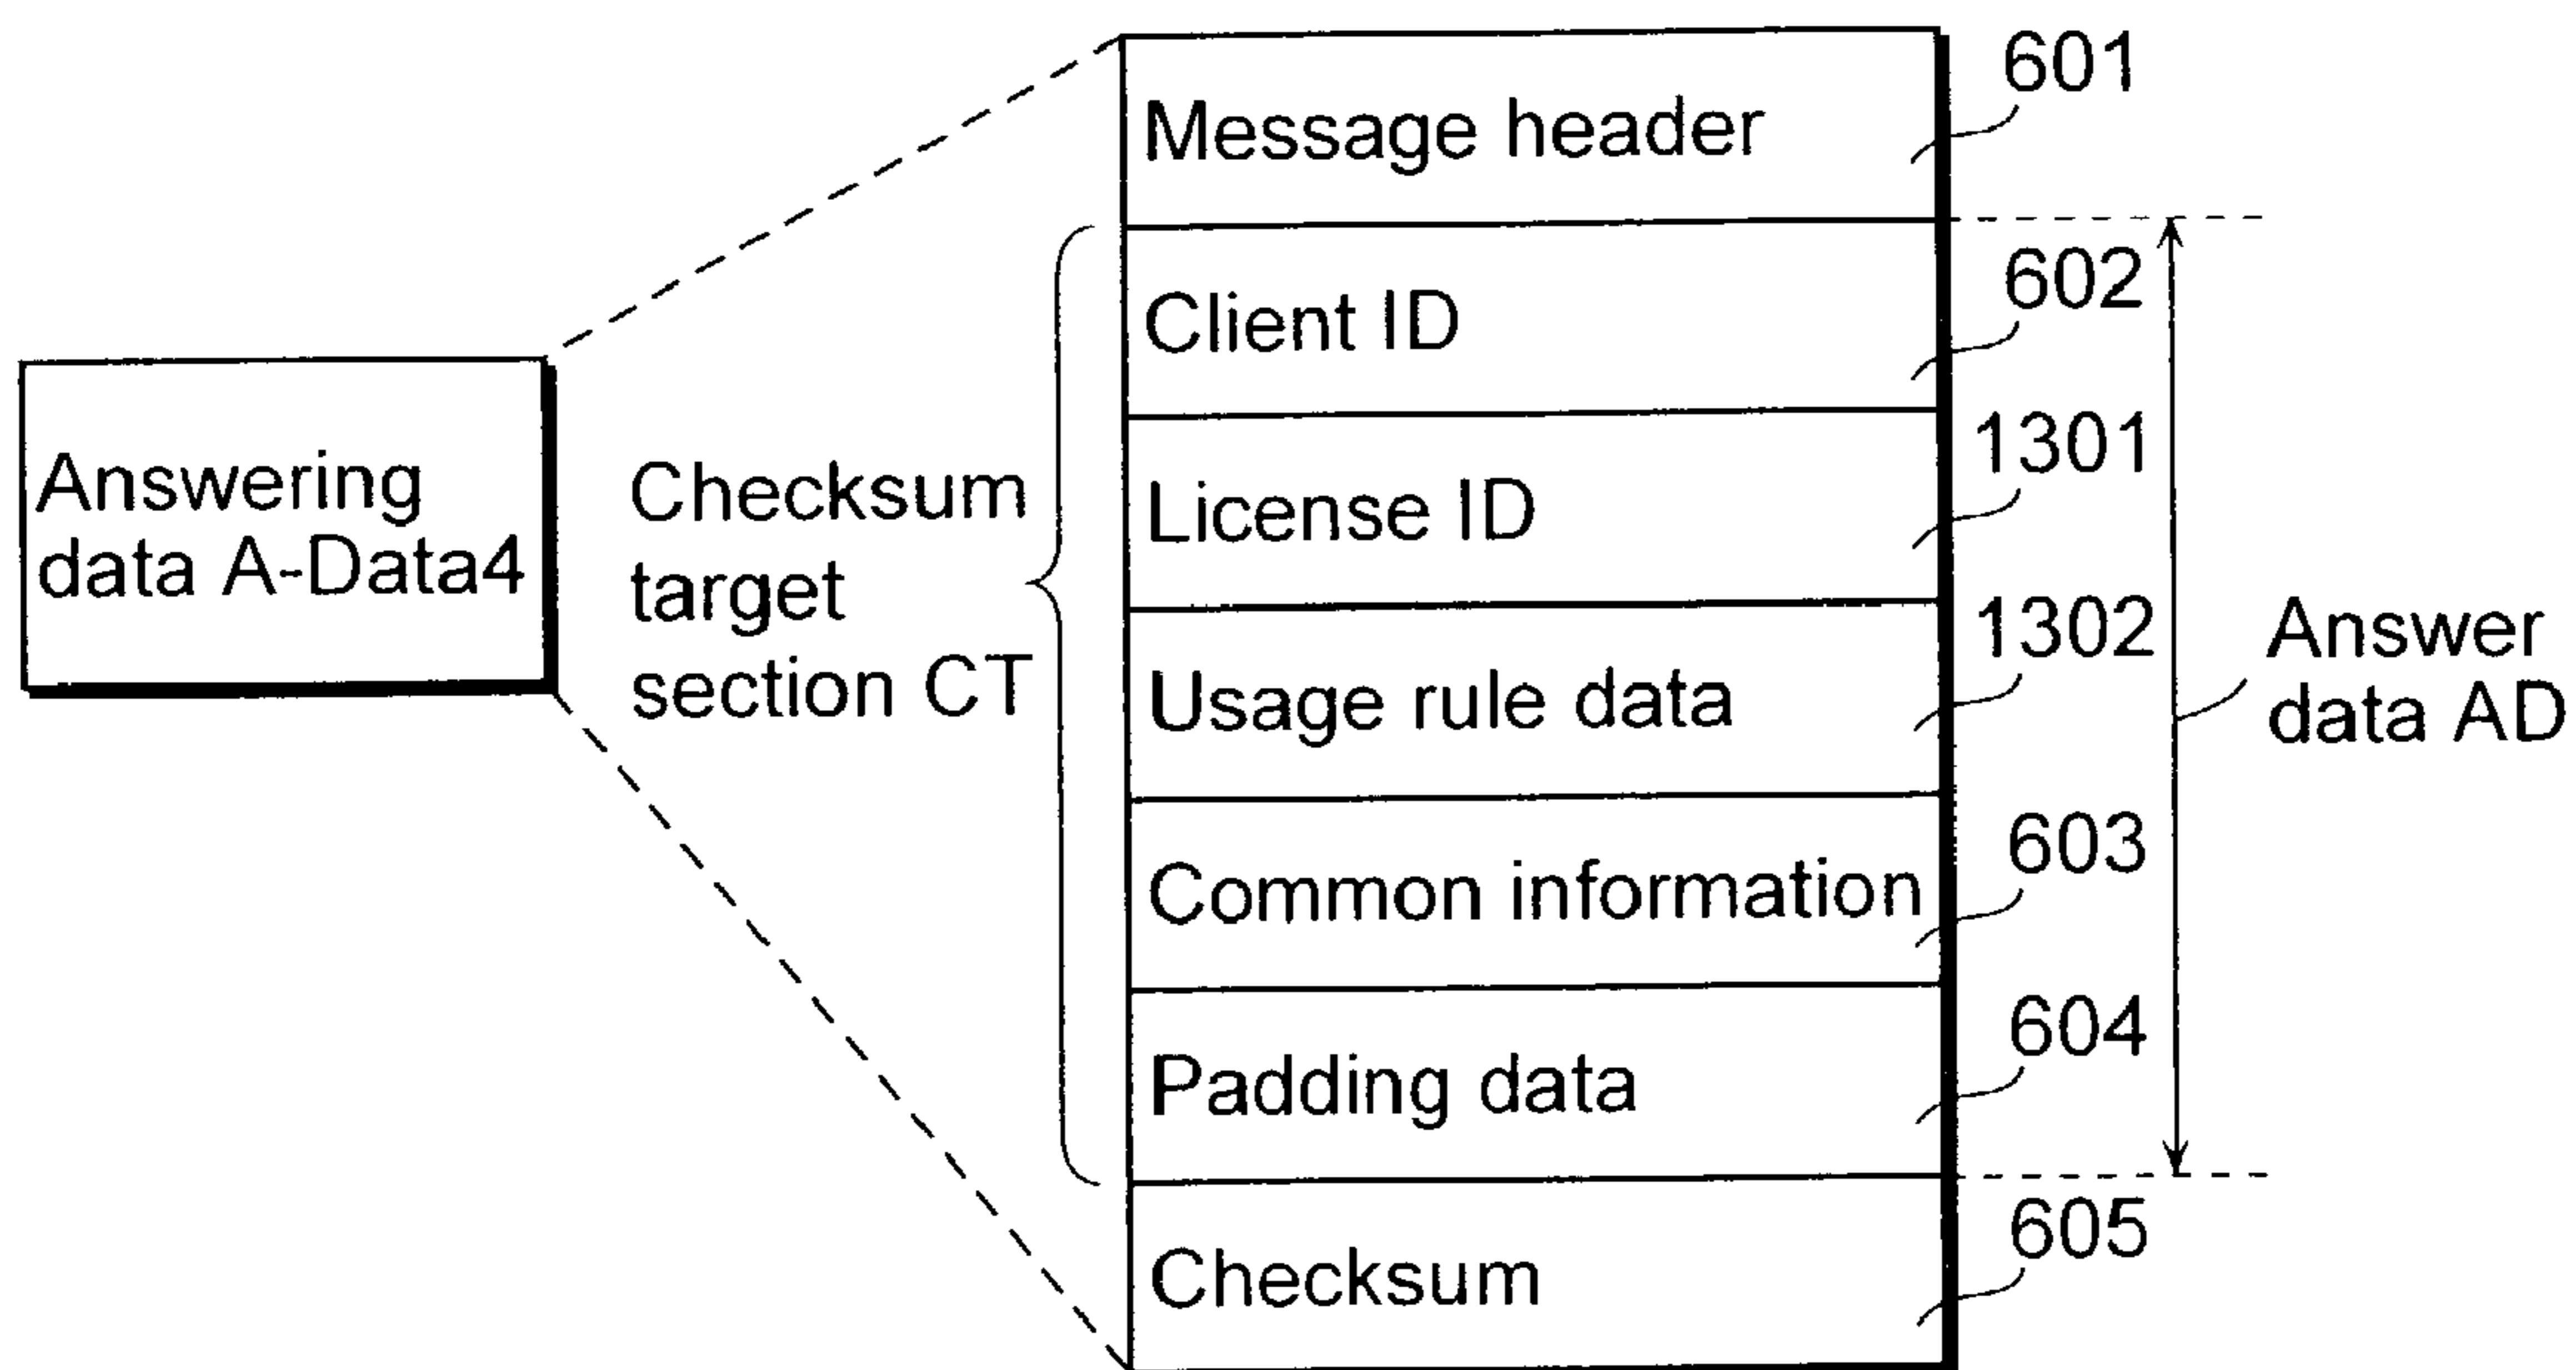 Answering
data A-Data4
Checksum
target
section CT
Message header
601
Client ID
602
License ID
1301
Usage rule data
1302
Common information
603
Padding data
604
Checksum
605
Answer
data AD